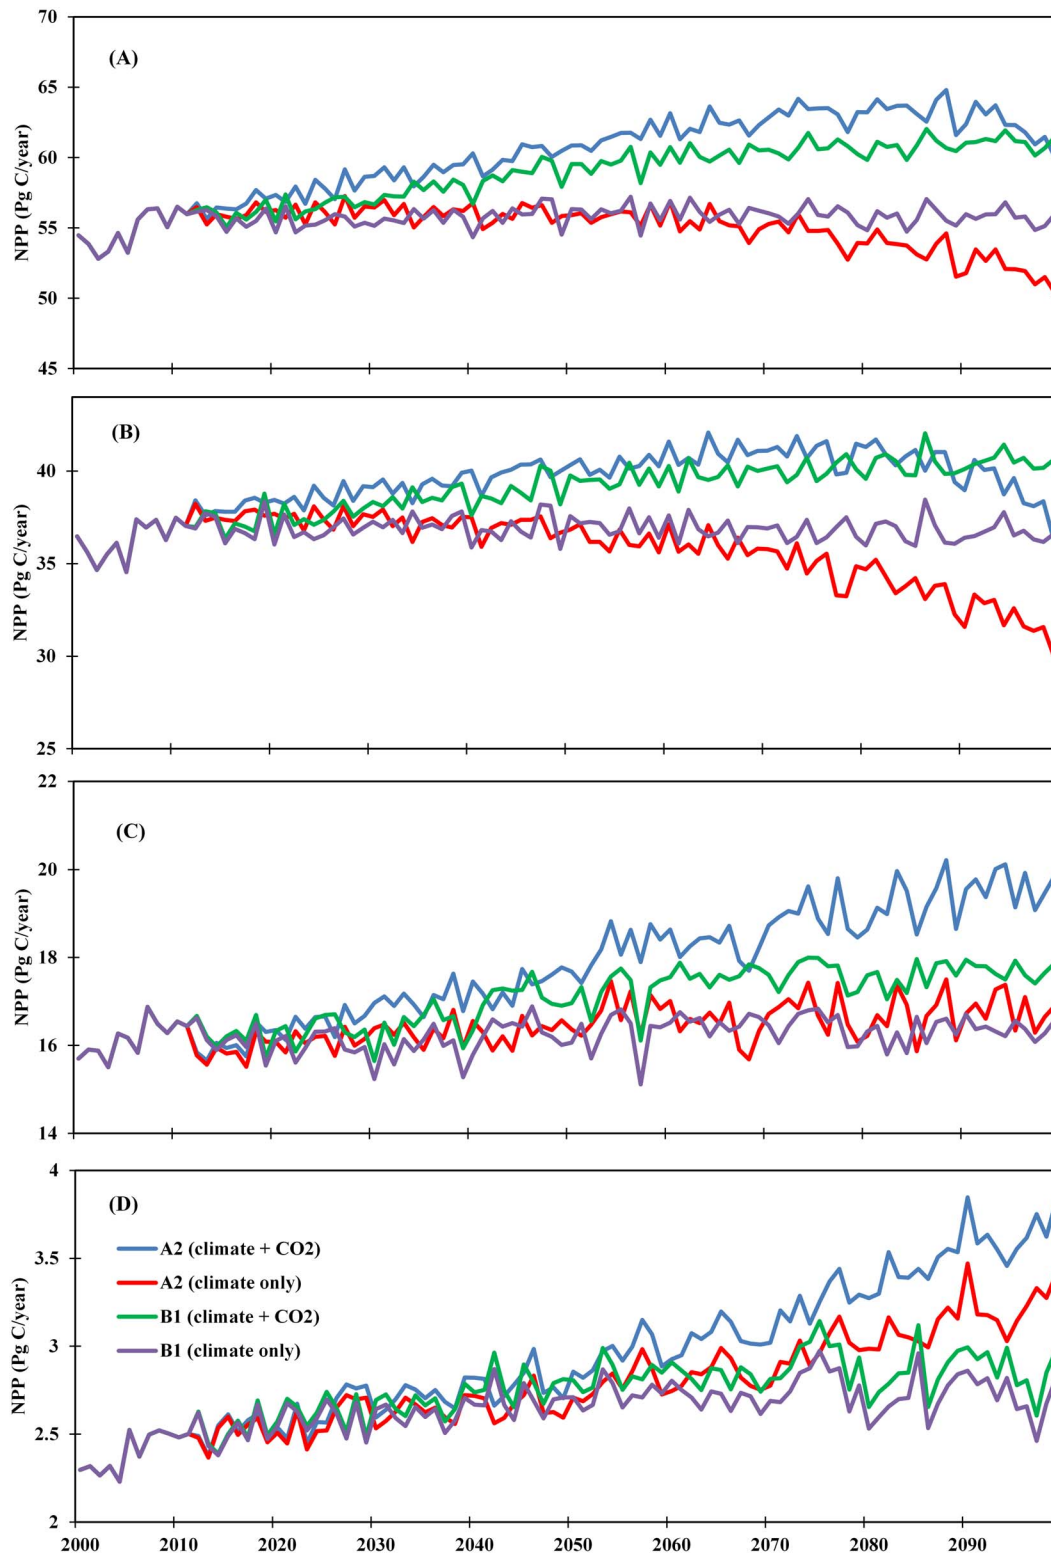 70
(A)
65
60
55
50
45
NPP (Pg C/year)
(B)
40
35
30
25
NPP (Pg C/year)
22
(C)
20
18
16
14
NPP (Pg C/year)
4
(D)
A2 (climate + CO2)
3.5
A2 (climate only)
B1 (climate + CO2)
3
B1 (climate only)
2.5
2
NPP (Pg C/year)
2000 2010 2020 2030 2040 2050 2060 2070 2080 2090